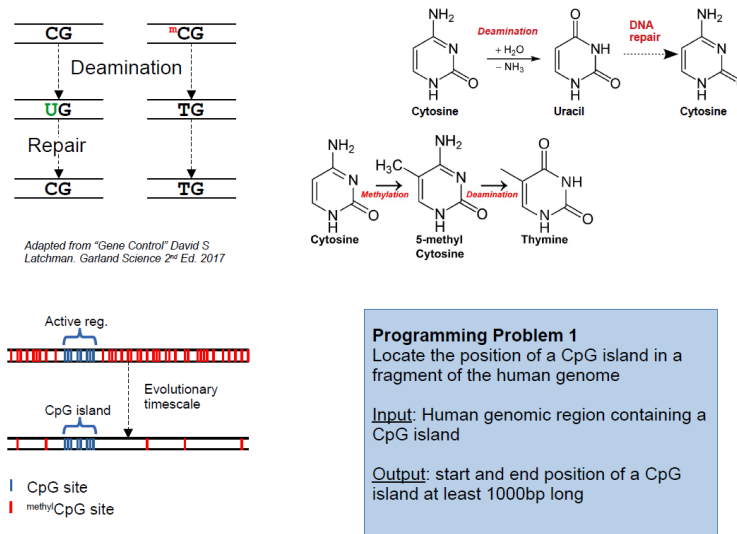 CG
mCG
Deamination
UG
TG
Repair
CG
TG
Adapted from "Gene Control" David S
Latchman. Garland Science 2nd Ed. 2017
NH2
N
N
H
O
Cytosine
Deamination
+ H2O
− NH3
O
NH
N
H
O
Uracil
DNA
repair
NH2
N
N
H
Cytosine
NH2
N
N
H
O
Cytosine
Methylation
NH2
H3C
N
N
H
O
5-methyl
Cytosine
Deamination
O
NH
N
H
O
Thymine
Active reg.
Evolutionary
timescale
CpG island
CpG site
methylCpG site
Programming Problem 1
Locate the position of a CpG island in a
fragment of the human genome
Input: Human genomic region containing a
CpG island
Output: start and end position of a CpG
island at least 1000bp long